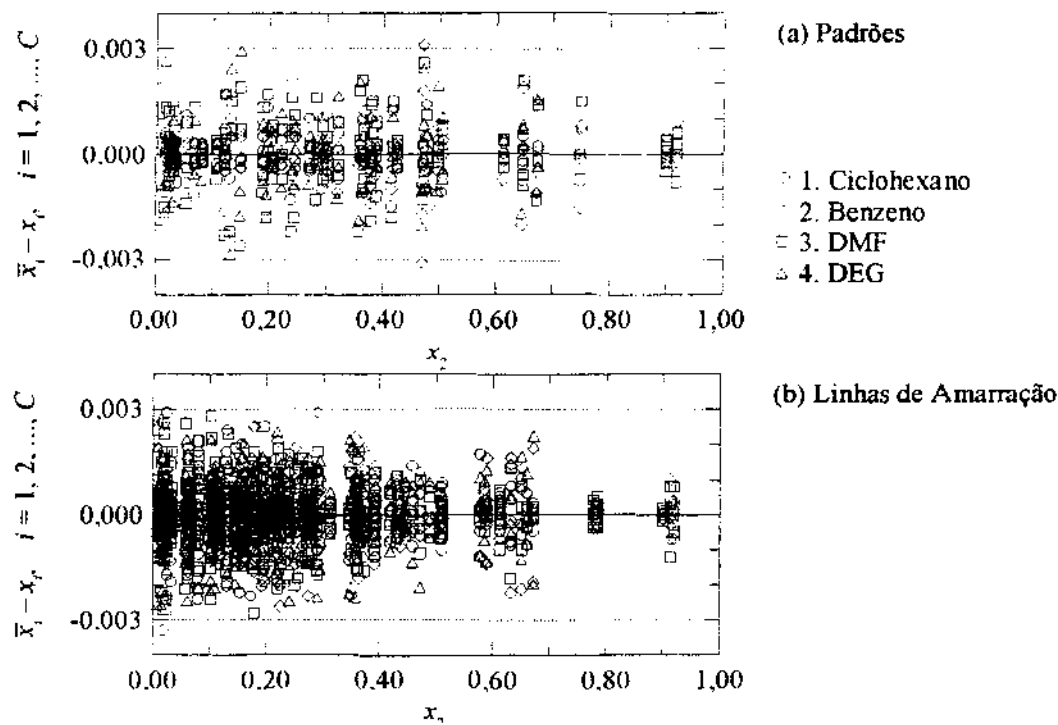 (a) Padrões
x̄ᵢ − xᵢ, i = 1, 2, ..., C
0,003
0.000
-0,003
0,00 0,20 0,40 0,60 0,80 1,00
x₂
1. Ciclohexano
2. Benzeno
3. DMF
4. DEG
(b) Linhas de Amarração
x̄ᵢ − xᵢ, i = 1, 2, ..., C
0,003
0,000
-0,003
0,00 0,20 0,40 0,60 0,80 1,00
x₂